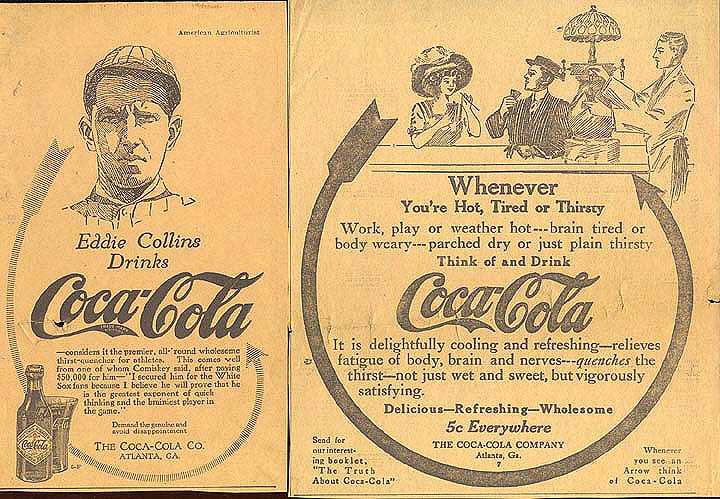 American Agriculturist
Eddie Collins
Drinks
Coca-Cola
—considers it the premier, all-'round wholesome
thirst-quencher for athletes. This comes well
from one of whom Comiskey said, after paying
$50,000 for him—"I secured him for the White
Sox fans because I believe he will prove that he
is the greatest exponent of quick
thinking and the brainiest player in
the game."
Demand the genuine and
avoid disappointment
THE COCA-COLA CO.
ATLANTA, GA.
Coca-Cola
Whenever
You're Hot, Tired or Thirsty
Work, play or weather hot---brain tired or
body weary---parched dry or just plain thirsty
Think of and Drink
Coca-Cola
It is delightfully cooling and refreshing—relieves
fatigue of body, brain and nerves---quenches the
thirst—not just wet and sweet, but vigorously
satisfying.
Delicious—Refreshing—Wholesome
5c Everywhere
THE COCA-COLA COMPANY
Atlanta, Ga.
7
Send for
our interest-
ing booklet,
"The Truth
About Coca-Cola"
Whenever
you see an
Arrow think
of Coca-Cola